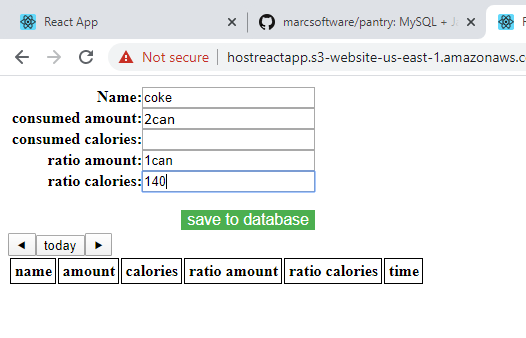 React App
marcsoftware/pantry: MySQL + J
Not secure
hostreactapp.s3-website-us-east-1.amazonaws.c
Name: coke
consumed amount: 2can
consumed calories:
ratio amount: 1can
ratio calories: 140
save to database
◄ today ►
name amount calories ratio amount ratio calories time